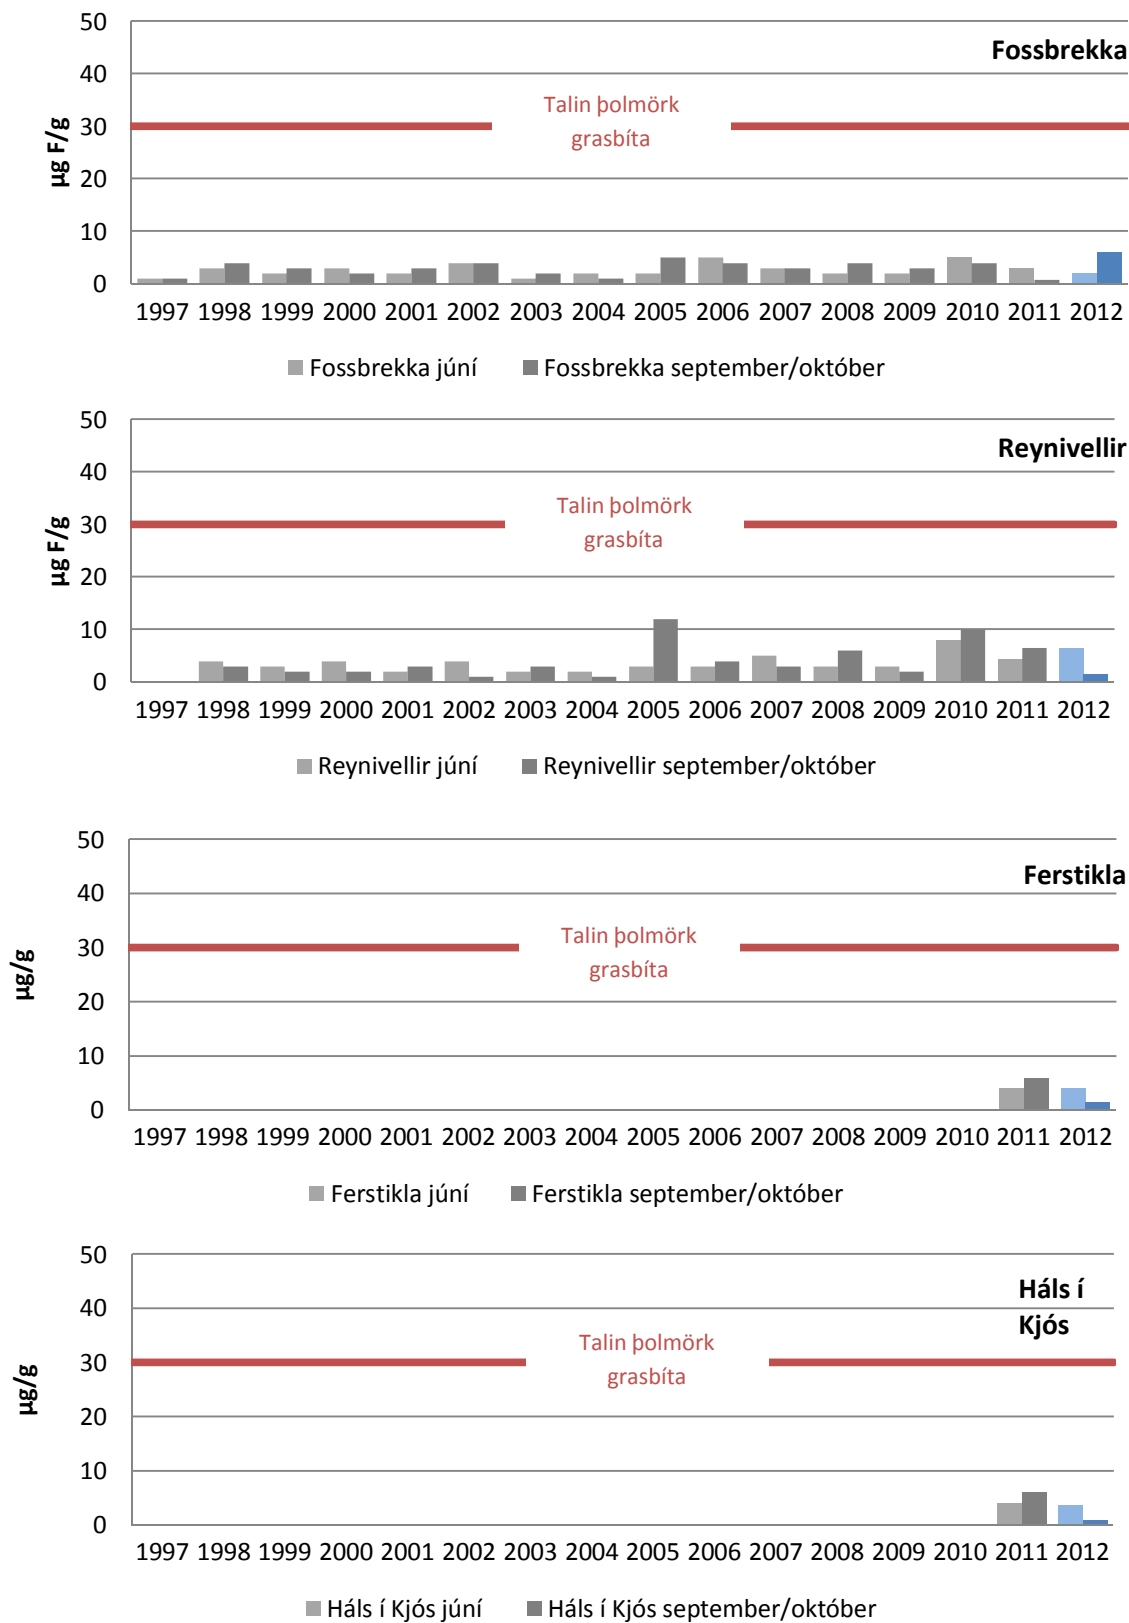 50
Fossbrekka
40
Talin þolmörk
grasbíta
30
µg F/g
20
10
0
1997 1998 1999 2000 2001 2002 2003 2004 2005 2006 2007 2008 2009 2010 2011 2012
Fossbrekka júní Fossbrekka september/október
50
Reynivellir
40
Talin þolmörk
grasbíta
30
µg F/g
20
10
0
1997 1998 1999 2000 2001 2002 2003 2004 2005 2006 2007 2008 2009 2010 2011 2012
Reynivellir júní Reynivellir september/október
50
Ferstikla
40
Talin þolmörk
grasbíta
30
µg/g
20
10
0
1997 1998 1999 2000 2001 2002 2003 2004 2005 2006 2007 2008 2009 2010 2011 2012
Ferstikla júní Ferstikla september/október
50
Háls í
Kjós
40
Talin þolmörk
grasbíta
30
µg/g
20
10
0
1997 1998 1999 2000 2001 2002 2003 2004 2005 2006 2007 2008 2009 2010 2011 2012
Háls í Kjós júní Háls í Kjós september/október